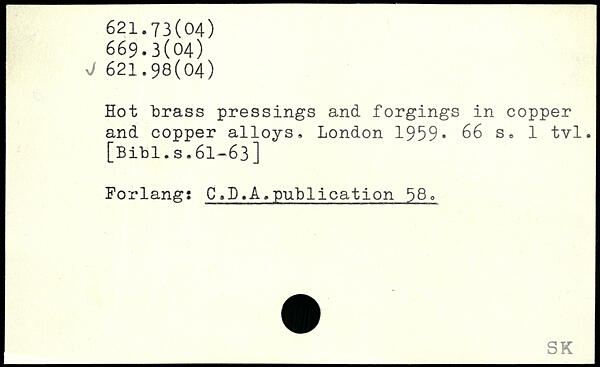 621.73(04)
669.3(04)
✓ 621.98(04)
Hot brass pressings and forgings in copper
and copper alloys. London 1959. 66 s. 1 tvl.
[Bibl.s.61-63]
Forlang: C.D.A.publication 58.
SK